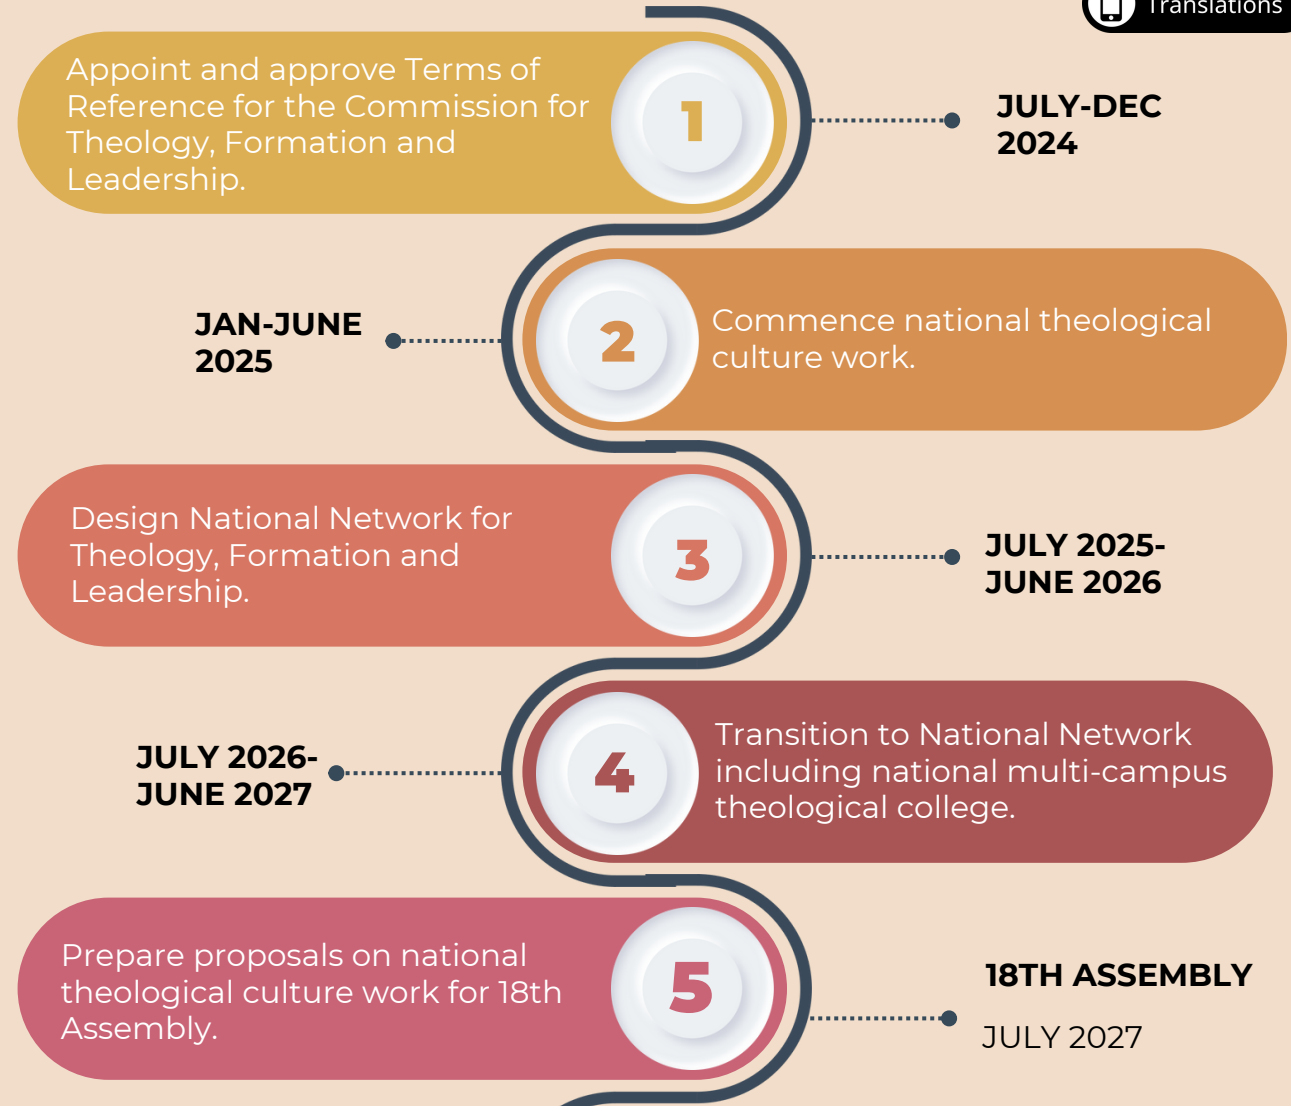 Translations
Appoint and approve Terms of
Reference for the Commission for
Theology, Formation and
Leadership.
1
JULY-DEC
2024
JAN-JUNE
2025
2
Commence national theological
culture work.
Design National Network for
Theology, Formation and
Leadership.
3
JULY 2025-
JUNE 2026
JULY 2026-
JUNE 2027
4
Transition to National Network
including national multi-campus
theological college.
Prepare proposals on national
theological culture work for 18th
Assembly.
5
18TH ASSEMBLY
JULY 2027